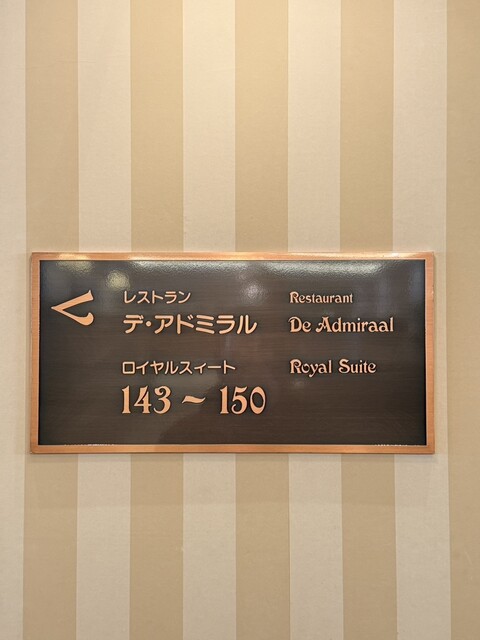 レストラン
Restaurant
デ・アドミラル
De Admiraal
ロイヤルスィート
Royal Suite
143 ~ 150